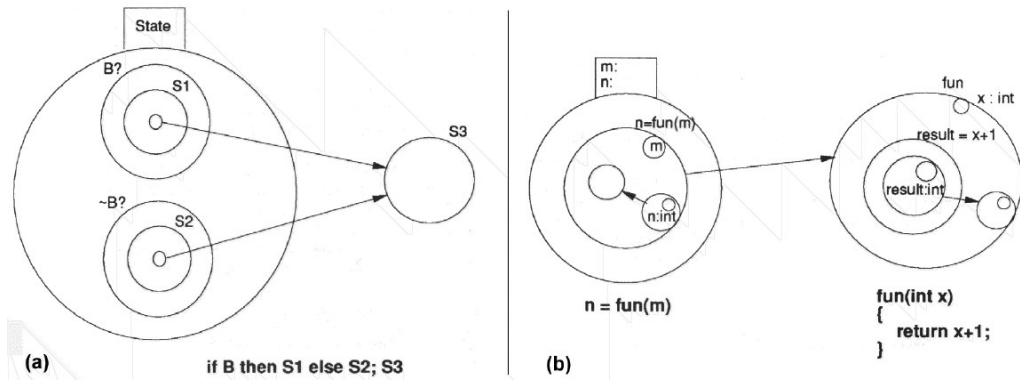 State
B?
S1
S3
~B?
S2
(a)
if B then S1 else S2; S3
m:
n:
n=fun(m)
m
n:int
n = fun(m)
fun
x : int
result = x+1
result:int
fun(int x)
{
return x+1;
}
(b)